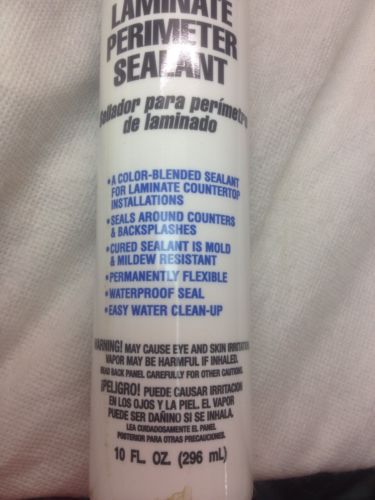 LAMINATE
PERIMETER
SEALANT
Sellador para perímetro
de laminado
•A COLOR-BLENDED SEALANT
FOR LAMINATE COUNTERTOP
INSTALLATIONS
•SEALS AROUND COUNTERS
& BACKSPLASHES
•CURED SEALANT IS MOLD
& MILDEW RESISTANT
•PERMANENTLY FLEXIBLE
•WATERPROOF SEAL
•EASY WATER CLEAN-UP
WARNING! MAY CAUSE EYE AND SKIN IRRITATION.
VAPOR MAY BE HARMFUL IF INHALED.
READ BACK PANEL CAREFULLY FOR OTHER CAUTIONS.
¡PELIGRO! PUEDE CAUSAR IRRITACION
EN LOS OJOS Y LA PIEL. EL VAPOR
PUEDE SER DAÑINO SI SE INHALA.
LEA CUIDADOSAMENTE EL PANEL
POSTERIOR PARA OTRAS PRECAUCIONES.
10 FL. OZ. (296 mL)